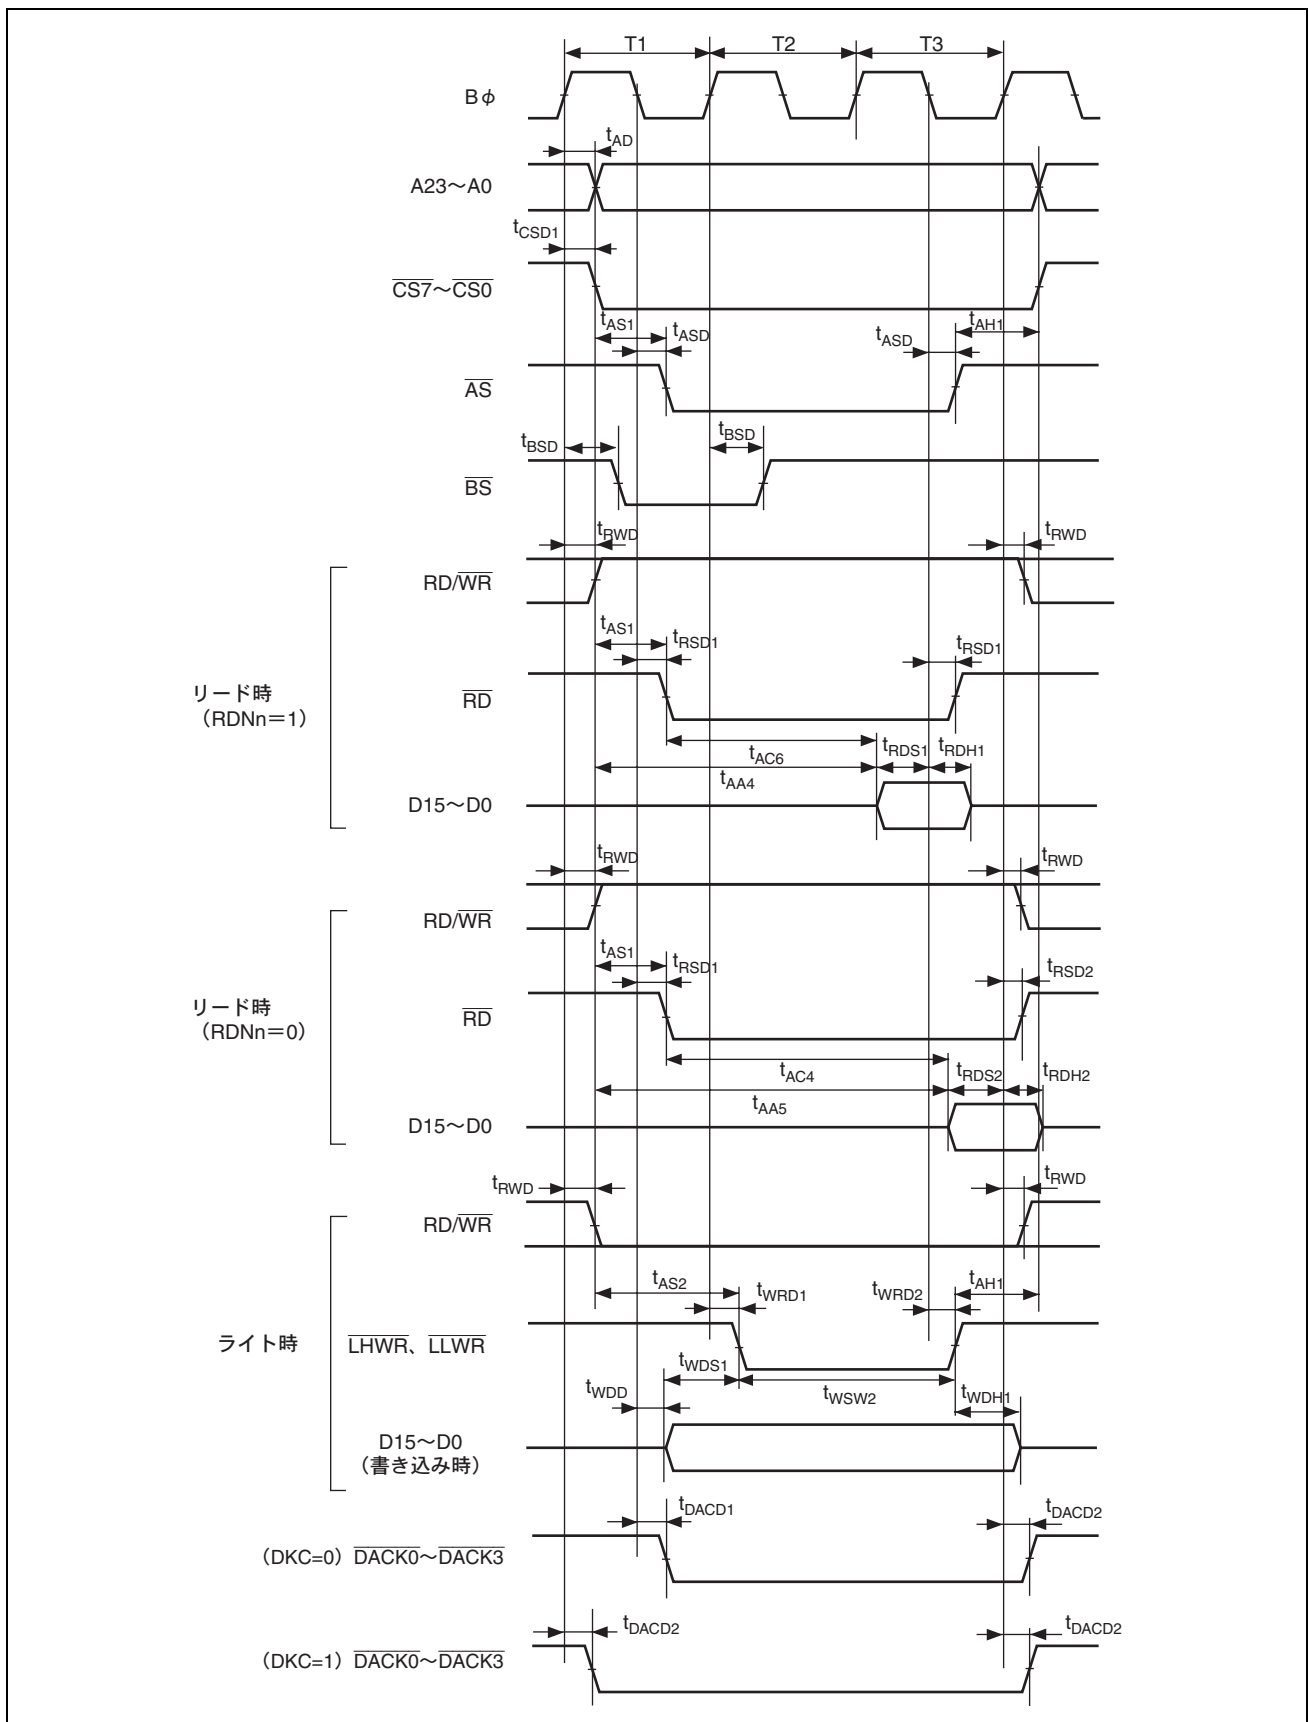 T1 T2 T3
Bφ
tAD
A23～A0
tCSD1
CS7～CS0
tAS1 tASD tASD tAH1
AS
tBSD tBSD
BS
tRWD tRWD
RD/WR
tAS1 tRSD1 tRSD1
リード時
（RDNn＝1）
RD
tAC6 tRDS1 tRDH1
tAA4
D15～D0
tRWD tRWD
RD/WR
tAS1 tRSD1 tRSD2
リード時
（RDNn＝0）
RD
tAC4 tRDS2 tRDH2
tAA5
D15～D0
tRWD tRWD
RD/WR
tAS2 tWRD1 tWRD2 tAH1
ライト時
LHWR、LLWR
tWDD tWDS1 tWSW2 tWDH1
D15～D0
（書き込み時）
tDACD1 tDACD2
（DKC=0）DACK0～DACK3
tDACD2 tDACD2
（DKC=1）DACK0～DACK3